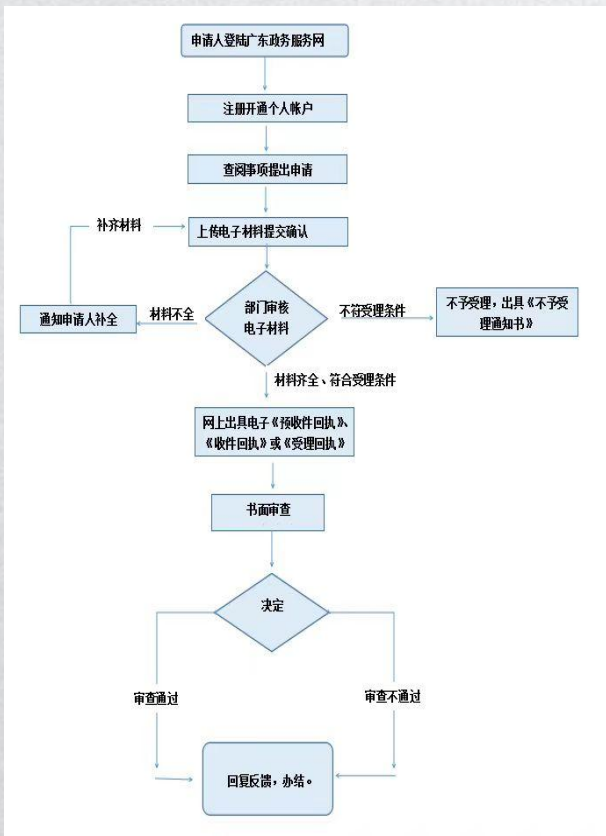 申请人登陆广东政务服务网
注册开通个人帐户
查阅事项提出申请
补齐材料
上传电子材料提交确认
通知申请人补全
材料不全
部门审核
电子材料
不符受理条件
不予受理，出具《不予受
理通知书》
材料齐全、符合受理条件
网上出具电子《预收件回执》、
《收件回执》或《受理回执》
书面审查
决定
审查通过
审查不通过
回复反馈，办结。